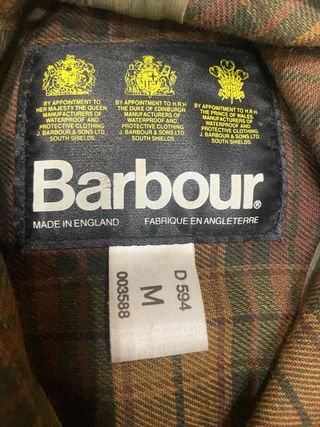 BY APPOINTMENT TO
HER MAJESTY THE QUEEN
MANUFACTURERS OF
WATERPROOF AND
PROTECTIVE CLOTHING
J. BARBOUR & SONS LTD
SOUTH SHIELDS.
BY APPOINTMENT TO H.R.H.
THE DUKE OF EDINBURGH
MANUFACTURERS OF
WATERPROOF AND
PROTECTIVE CLOTHING
J. BARBOUR & SONS LTD
SOUTH SHIELDS.
BY APPOINTMENT TO H.R.H.
THE PRINCE OF WALES
MANUFACTURERS OF
WATERPROOF AND
PROTECTIVE CLOTHING
J. BARBOUR & SONS LTD
SOUTH SHIELDS.
Barbour®
MADE IN ENGLAND FABRIQUE EN ANGLETERRE
D 594
M
003588